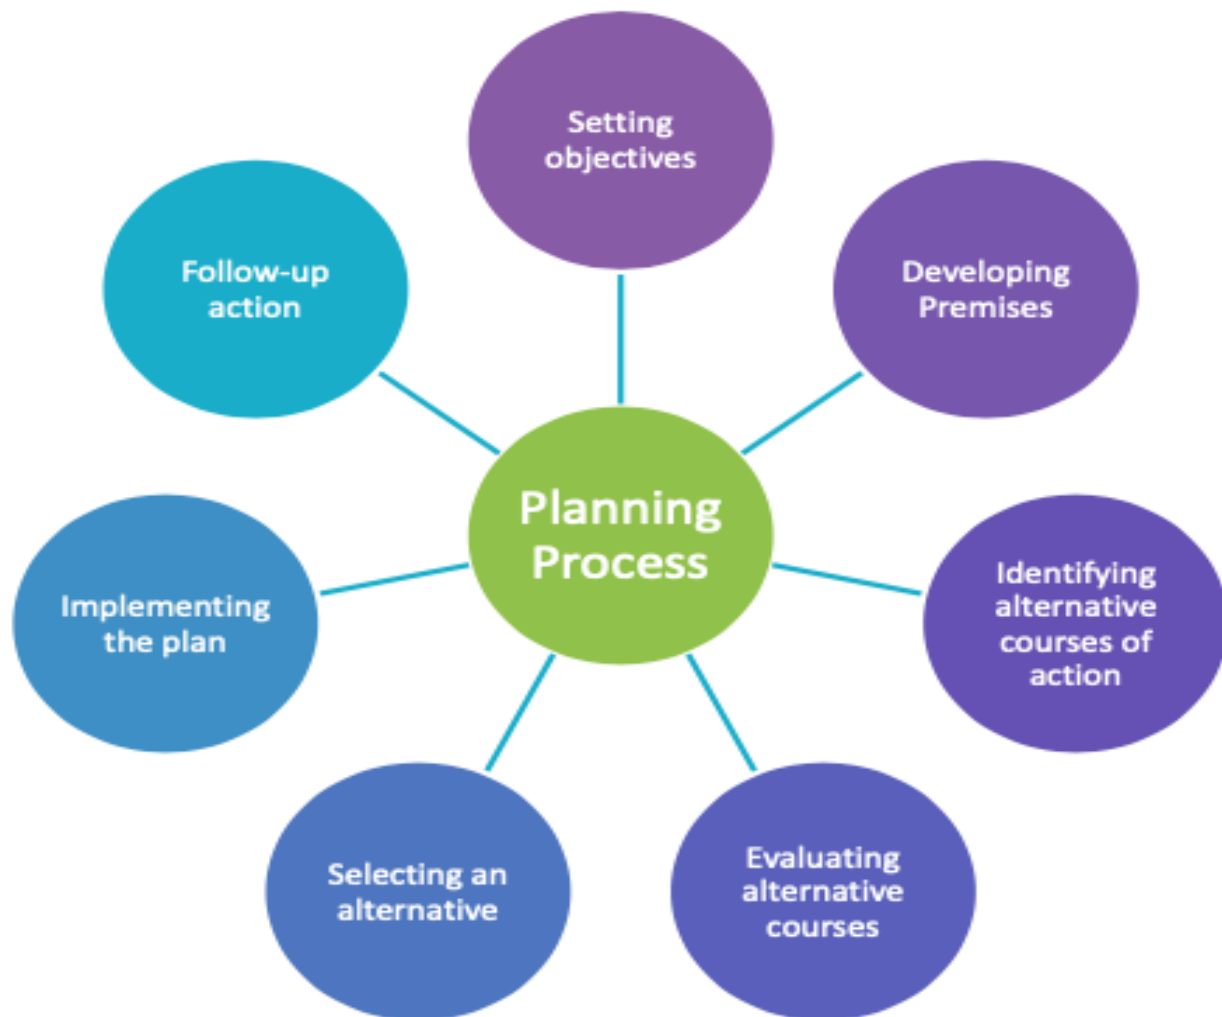 Setting
objectives
Developing
Premises
Identifying
alternative
courses of
action
Evaluating
alternative
courses
Selecting an
alternative
Implementing
the plan
Follow-up
action
Planning
Process